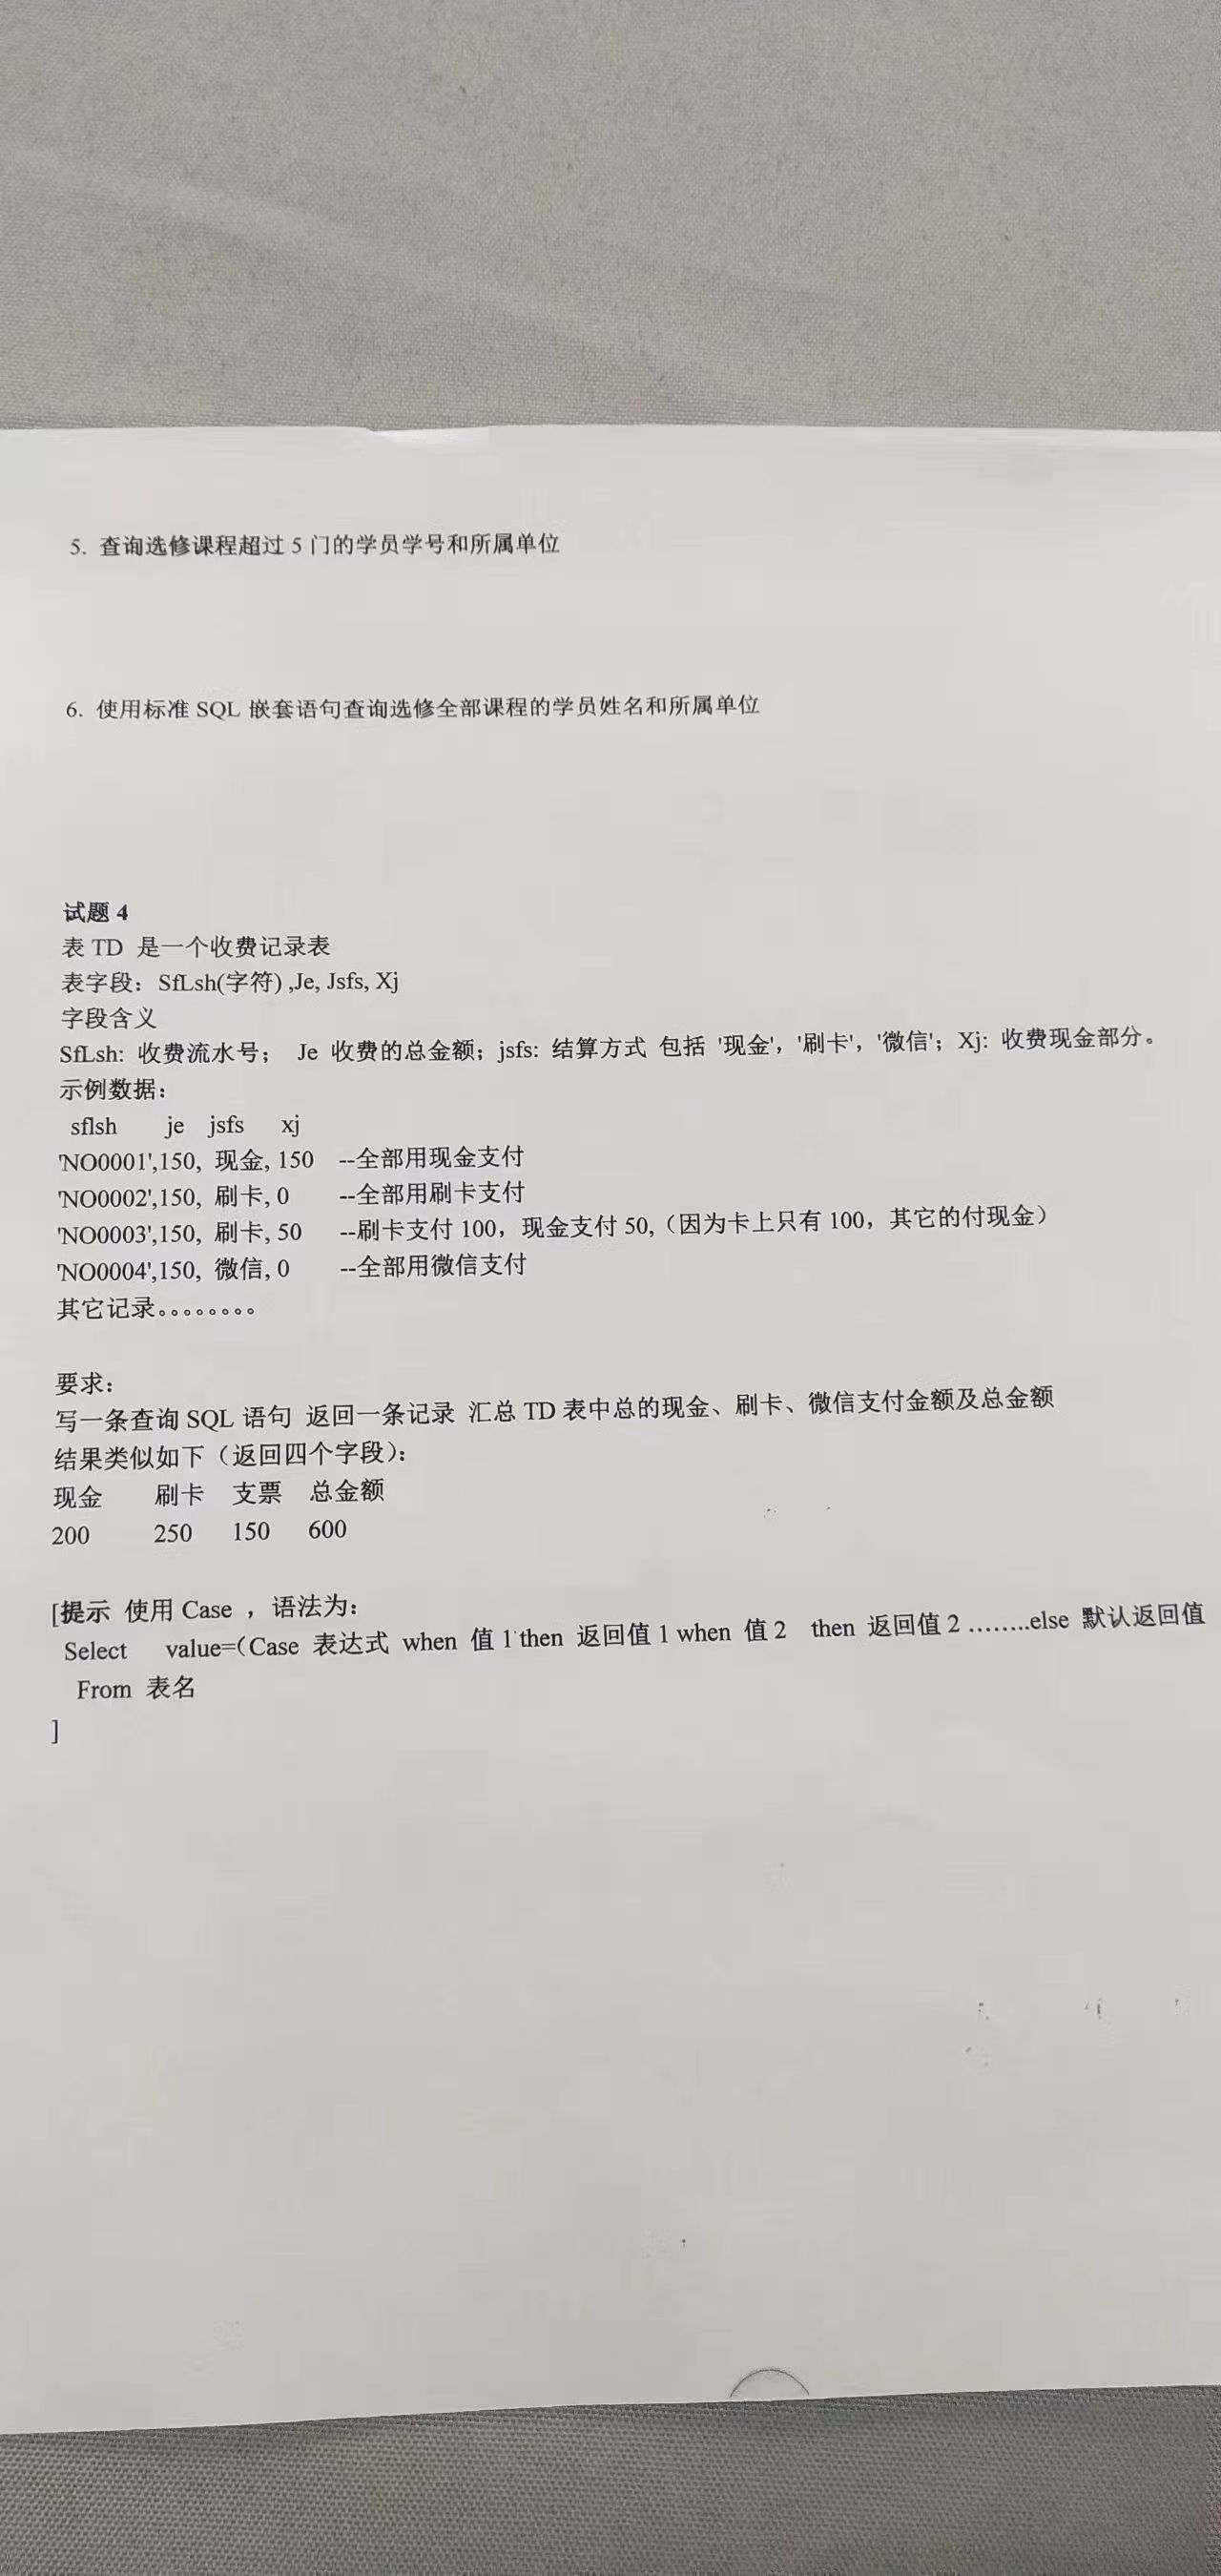 5. 查询选修课程超过 5 门的学员学号和所属单位
6. 使用标准 SQL 嵌套语句查询选修全部课程的学员姓名和所属单位
试题 4
表 TD 是一个收费记录表
表字段：SfLsh(字符) ,Je, Jsfs, Xj
字段含义
SfLsh: 收费流水号； Je 收费的总金额；jsfs: 结算方式 包括 '现金'，'刷卡'，'微信'；Xj: 收费现金部分。
示例数据：
sflsh je jsfs xj
'NO0001',150, 现金, 150 --全部用现金支付
'NO0002',150, 刷卡, 0 --全部用刷卡支付
'NO0003',150, 刷卡, 50 --刷卡支付 100，现金支付 50,（因为卡上只有 100，其它的付现金）
'NO0004',150, 微信, 0 --全部用微信支付
其它记录。。。。。。。。
要求：
写一条查询 SQL 语句 返回一条记录 汇总 TD 表中总的现金、刷卡、微信支付金额及总金额
结果类似如下（返回四个字段）：
现金 刷卡 支票 总金额
200 250 150 600
[提示 使用 Case ，语法为：
Select value=（Case 表达式 when 值 1 then 返回值 1 when 值 2 then 返回值 2 ........else 默认返回值
From 表名
]